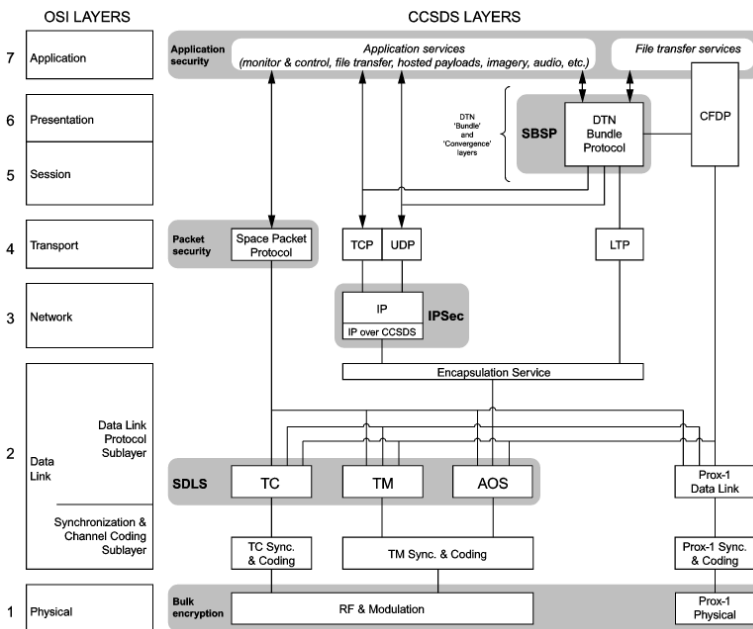 OSI LAYERS
CCSDS LAYERS
7
Application
Application
security
Application services
(monitor & control, file transfer, hosted payloads, imagery, audio, etc.)
File transfer services
6
Presentation
DTN
'Bundle'
and
'Convergence'
layers
SBSP
DTN
Bundle
Protocol
CFDP
5
Session
4
Transport
Packet
security
Space Packet
Protocol
TCP
UDP
LTP
3
Network
IP
IP over CCSDS
IPSec
Encapsulation Service
2
Data
Link
Data Link
Protocol
Sublayer
SDLS
TC
TM
AOS
Prox-1
Data Link
Synchronization &
Channel Coding
Sublayer
TC Sync.
& Coding
TM Sync. & Coding
Prox-1 Sync.
& Coding
1
Physical
Bulk
encryption
RF & Modulation
Prox-1
Physical